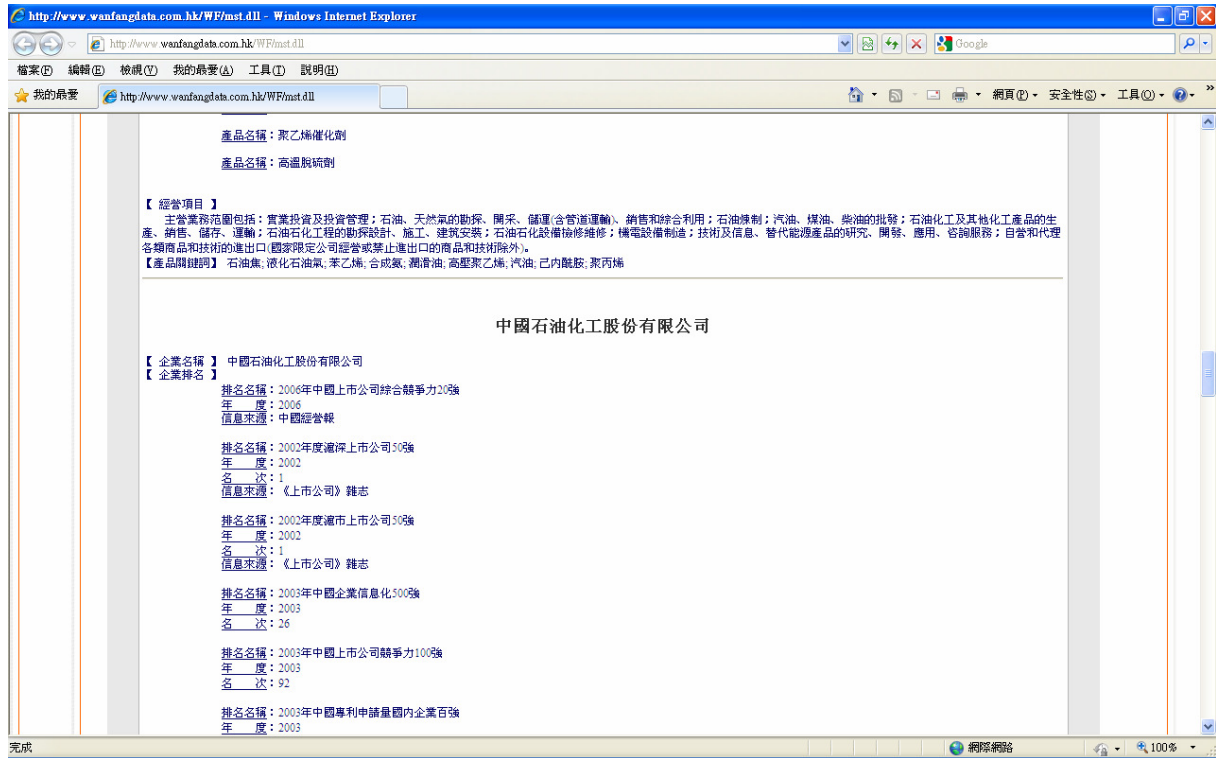 http://www.wanfangdata.com.hk/WF/mst.dll - Windows Internet Explorer
http://www.wanfangdata.com.hk/WF/mst.dll
Google
檔案(F) 編輯(E) 檢視(V) 我的最愛(A) 工具(T) 說明(H)
我的最愛 http://www.wanfangdata.com.hk/WF/mst.dll 網頁(P) 安全性(S) 工具(O)
產品名稱：聚乙烯催化劑
產品名稱：高溫脫硫劑
【 經營項目 】
主營業務范圍包括：實業投資及投資管理；石油、天然氣的勘探、開采、儲運(含管道運輸)、銷售和綜合利用；石油煉制；汽油、煤油、柴油的批發；石油化工及其他化工產品的生
產、銷售、儲存、運輸；石油石化工程的勘探設計、施工、建筑安裝；石油石化設備檢修維修；機電設備制造；技術及信息、替代能源產品的研究、開發、應用、咨詢服務；自營和代理
各類商品和技術的進出口(國家限定公司經營或禁止進出口的商品和技術除外)。
【產品關鍵詞】 石油焦; 液化石油氣; 苯乙烯; 合成氨; 潤滑油; 高壓聚乙烯; 汽油; 己内酰胺; 聚丙烯
中國石油化工股份有限公司
【 企業名稱 】 中國石油化工股份有限公司
【 企業排名 】
排名名稱：2006年中國上市公司綜合競爭力20強
年 度：2006
信息來源：中國經營報
排名名稱：2002年度滬深上市公司50強
年 度：2002
名 次：1
信息來源：《上市公司》雜志
排名名稱：2002年度滬市上市公司50強
年 度：2002
名 次：1
信息來源：《上市公司》雜志
排名名稱：2003年中國企業信息化500強
年 度：2003
名 次：26
排名名稱：2003年中國上市公司競爭力100強
年 度：2003
名 次：92
排名名稱：2003年中國專利申請量國内企業百強
年 度：2003
完成 網際網路 100%